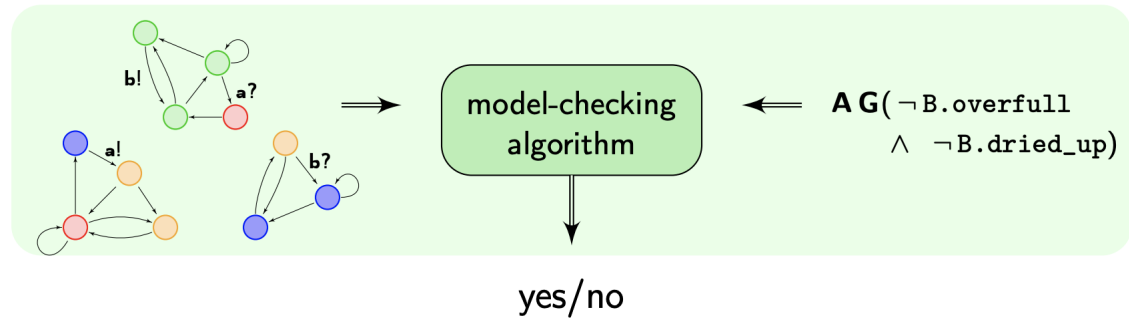 b!
a?
a!
b?
model-checking
algorithm
A G(¬ B.overfull
∧ ¬ B.dried_up)
yes/no